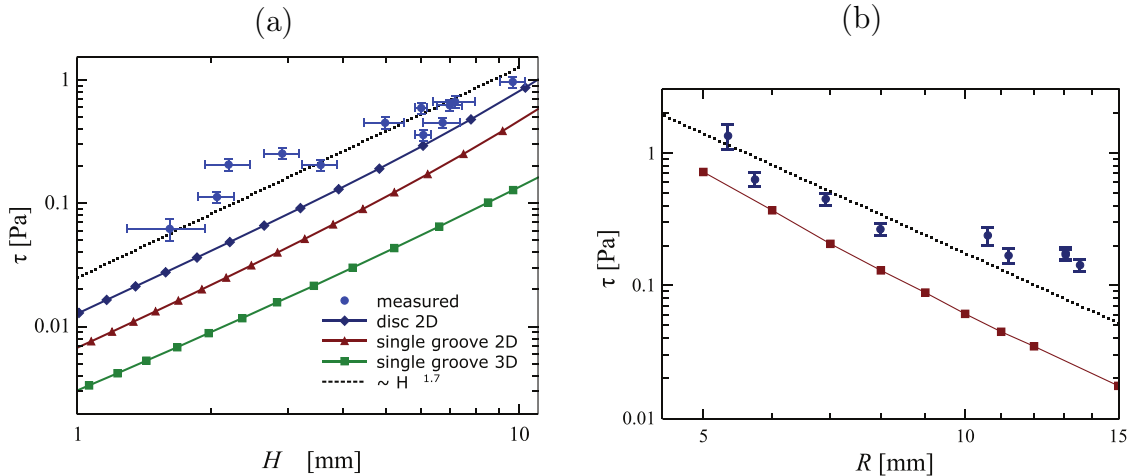 (a)
(b)
τ [Pa]
1
0.1
0.01
measured
disc 2D
single groove 2D
single groove 3D
~ H 1.7
1
10
H [mm]
τ [Pa]
1
0.1
0.01
5
10
15
R [mm]